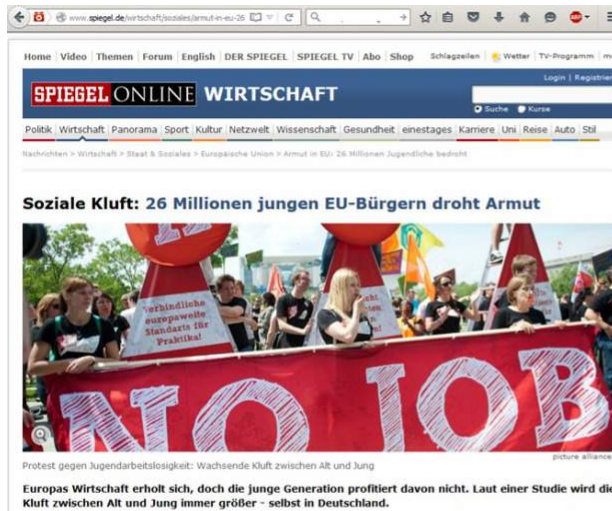 www.spiegel.de/wirtschaft/soziales/armut-in-eu-26
Home Video Themen Forum English DER SPIEGEL SPIEGEL TV Abo Shop Schlagzeilen Wetter TV-Programm
Login | Registrier
SPIEGEL ONLINE WIRTSCHAFT
Suche Kurse
Politik Wirtschaft Panorama Sport Kultur Netzwelt Wissenschaft Gesundheit einestages Karriere Uni Reise Auto Stil
Nachrichten > Wirtschaft > Staat & Soziales > Europäische Union > Armut in EU: 26 Millionen Jugendliche bedroht
Soziale Kluft: 26 Millionen jungen EU-Bürgern droht Armut
verbindliche
europaweite
Standarts für
Praktika!
NO JOB
picture alliance
Protest gegen Jugendarbeitslosigkeit: Wachsende Kluft zwischen Alt und Jung
Europas Wirtschaft erholt sich, doch die junge Generation profitiert davon nicht. Laut einer Studie wird die
Kluft zwischen Alt und Jung immer größer - selbst in Deutschland.